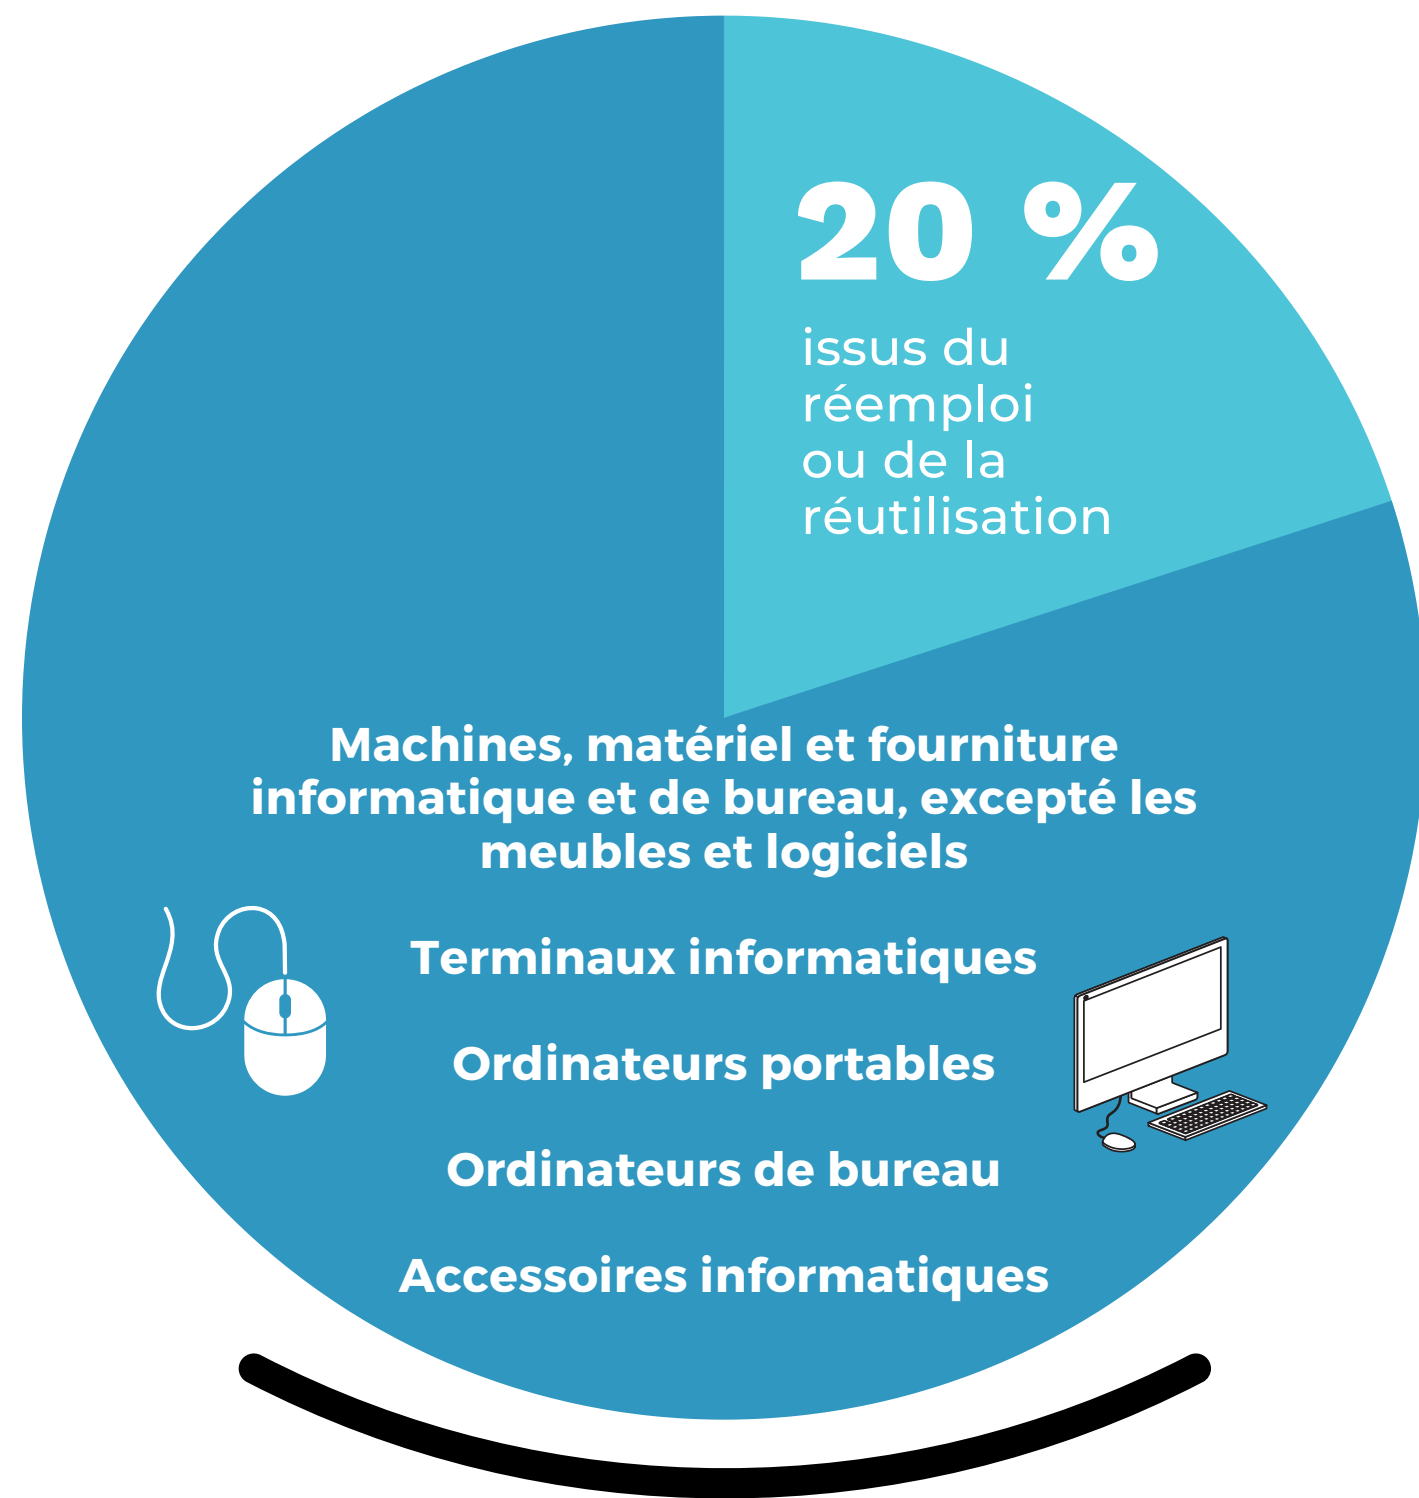 20 %
issus du
réemploi
ou de la
réutilisation
Machines, matériel et fourniture
informatique et de bureau, excepté les
meubles et logiciels
Terminaux informatiques
Ordinateurs portables
Ordinateurs de bureau
Accessoires informatiques